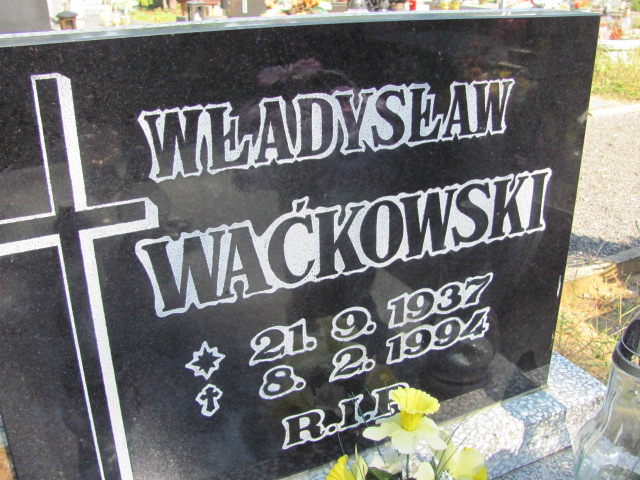 WŁADYSŁAW
WAĆKOWSKI
21. 9. 1937
8. 2. 1994
R.I.P